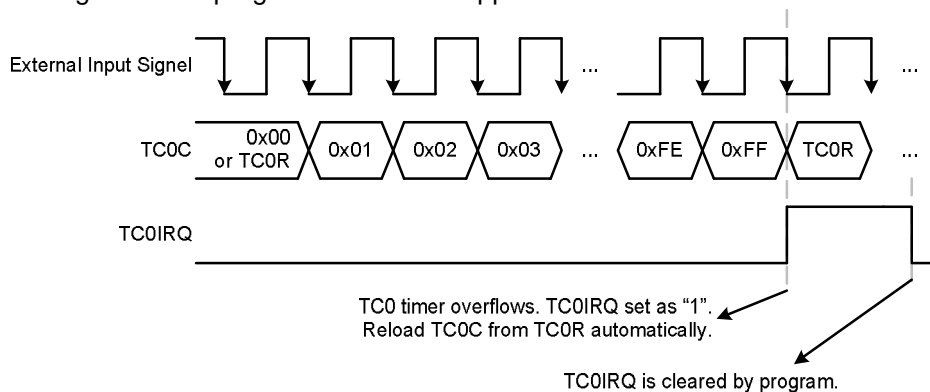 External Input Signel
...
...
TC0C
0x00
or TC0R
0x01
0x02
0x03
...
0xFE
0xFF
TC0R
...
TC0IRQ
TC0 timer overflows. TC0IRQ set as “1”.
Reload TC0C from TC0R automatically.
TC0IRQ is cleared by program.